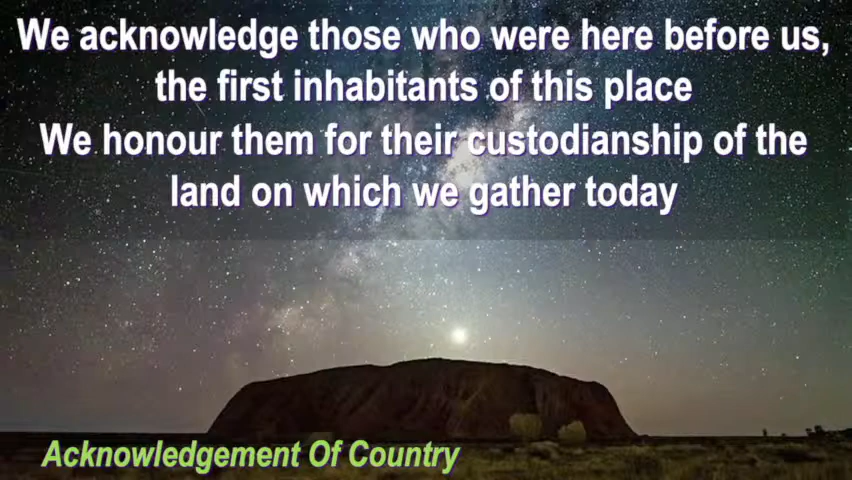 We acknowledge those who were here before us,
the first inhabitants of this place
We honour them for their custodianship of the
land on which we gather today
Acknowledgement Of Country